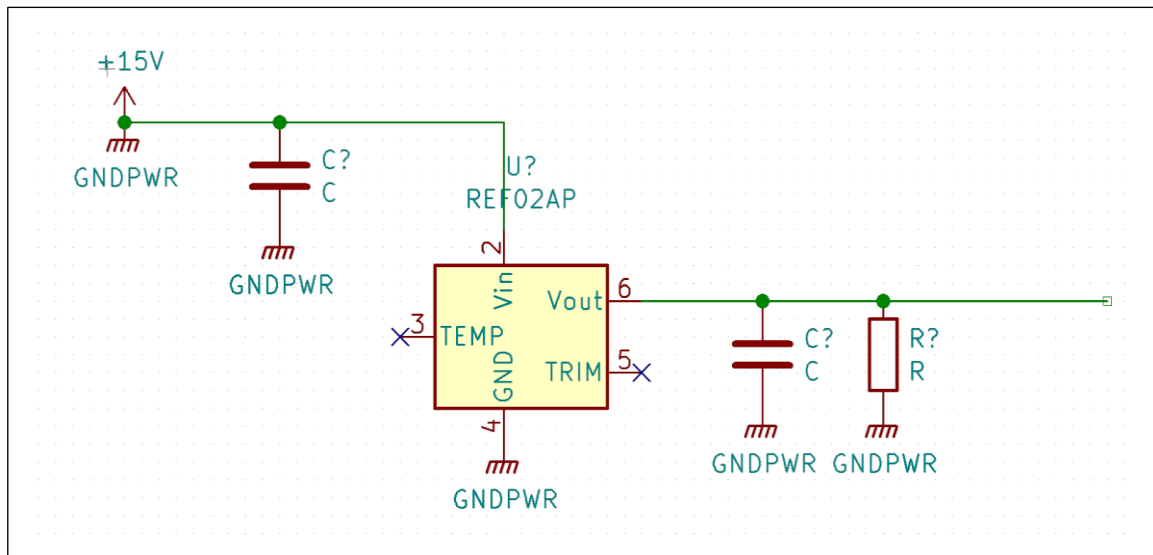 +15V
GNDPWR
C?
C
GNDPWR
U?
REF02AP
2
Vin
Vout
6
3
TEMP
GND
TRIM
5
4
GNDPWR
C?
C
R?
R
GNDPWR
GNDPWR